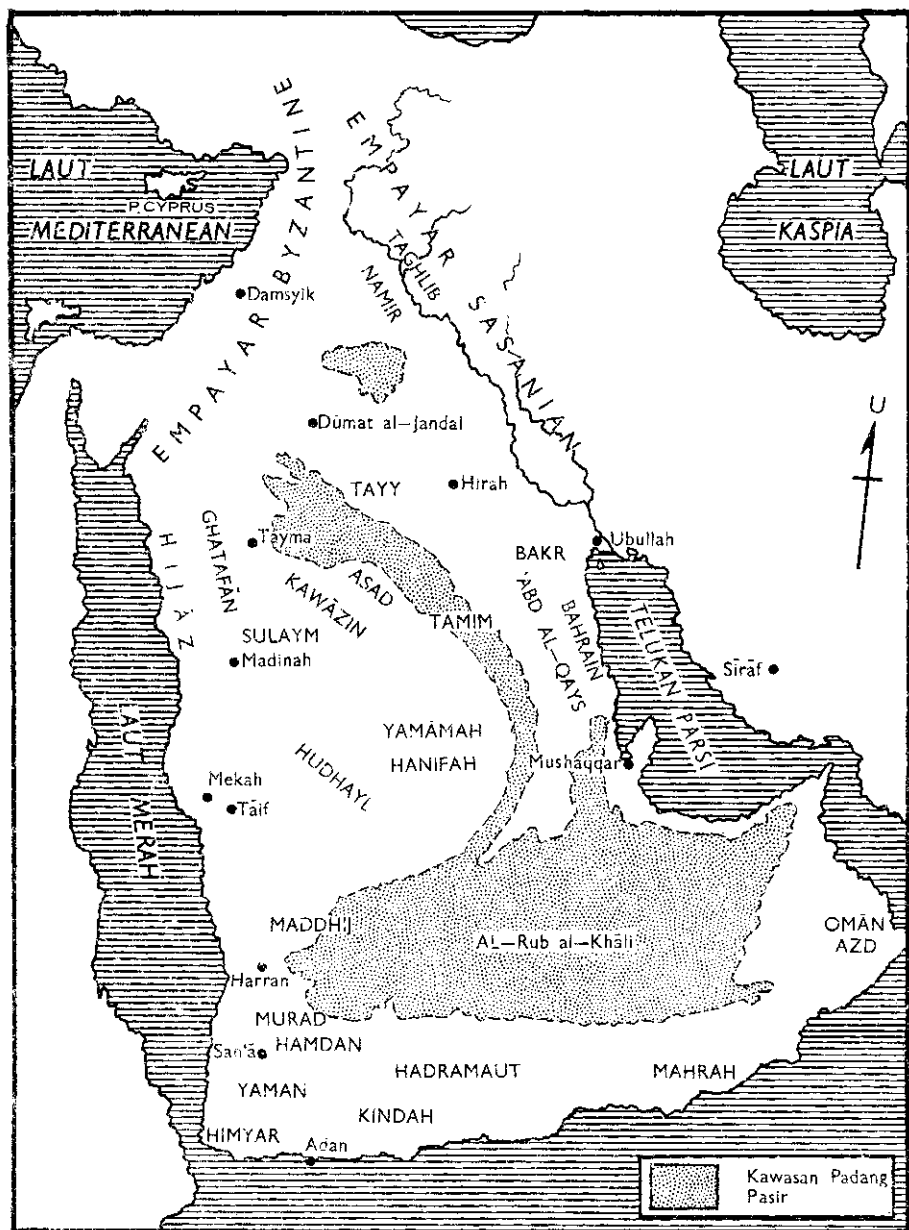 LAUT
MEDITERRANEAN
P. CYPRUS
EMPAYAR BYZANTINE
EMPAYAR SASANIAN
TAGHLIB
NAMIR
LAUT
KASPIA
Damsyik
U
Dūmat al-Jandal
TAYY
Hirah
HIJĀZ
GHATAFĀN
Tayma
KAWĀZIN
ASAD
TAMIM
BAKR
Ubullah
'ABD AL-QAYS
BAHRAIN
TELUKAN PARSI
Sīrāf
SULAYM
Madinah
YAMĀMAH
HANIFAH
Mushaqqar
HUDHAYL
Mekah
Tāif
LAUT MERAH
MADDHIJ
AL-Rub al-Khāli
OMĀN
AZD
Harran
MURAD
HAMDAN
San'ā
YAMAN
HADRAMAUT
MAHRAH
KINDAH
HIMYAR
Adan
Kawasan Padang
Pasir